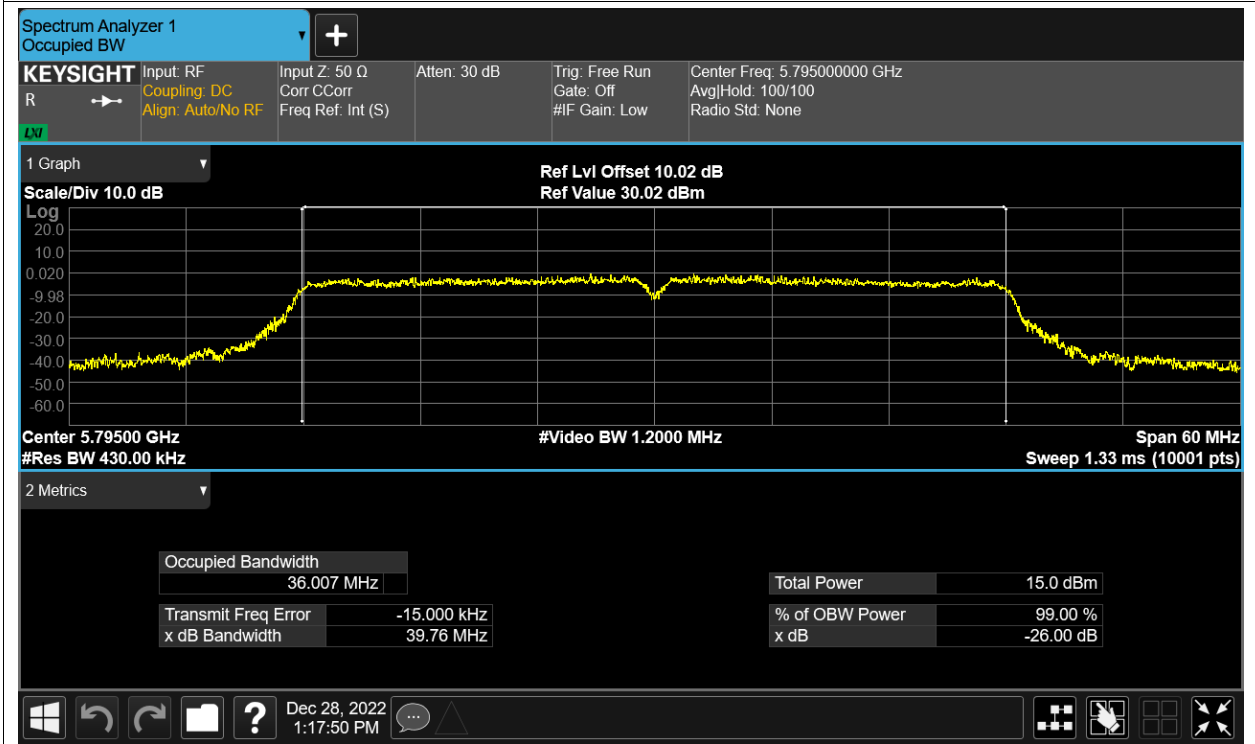 Spectrum Analyzer 1
Occupied BW
KEYSIGHT
R
LXI
Input: RF
Coupling: DC
Align: Auto/No RF
Input Z: 50 Ω
Corr CCorr
Freq Ref: Int (S)
Atten: 30 dB
Trig: Free Run
Gate: Off
#IF Gain: Low
Center Freq: 5.795000000 GHz
Avg|Hold: 100/100
Radio Std: None
1 Graph
Ref Lvl Offset 10.02 dB
Scale/Div 10.0 dB
Ref Value 30.02 dBm
Log
20.0
10.0
0.020
-9.98
-20.0
-30.0
-40.0
-50.0
-60.0
Center 5.79500 GHz
#Video BW 1.2000 MHz
Span 60 MHz
#Res BW 430.00 kHz
Sweep 1.33 ms (10001 pts)
2 Metrics
Occupied Bandwidth
36.007 MHz
Transmit Freq Error -15.000 kHz
x dB Bandwidth 39.76 MHz
Total Power 15.0 dBm
% of OBW Power 99.00 %
x dB -26.00 dB
?
Dec 28, 2022
1:17:50 PM